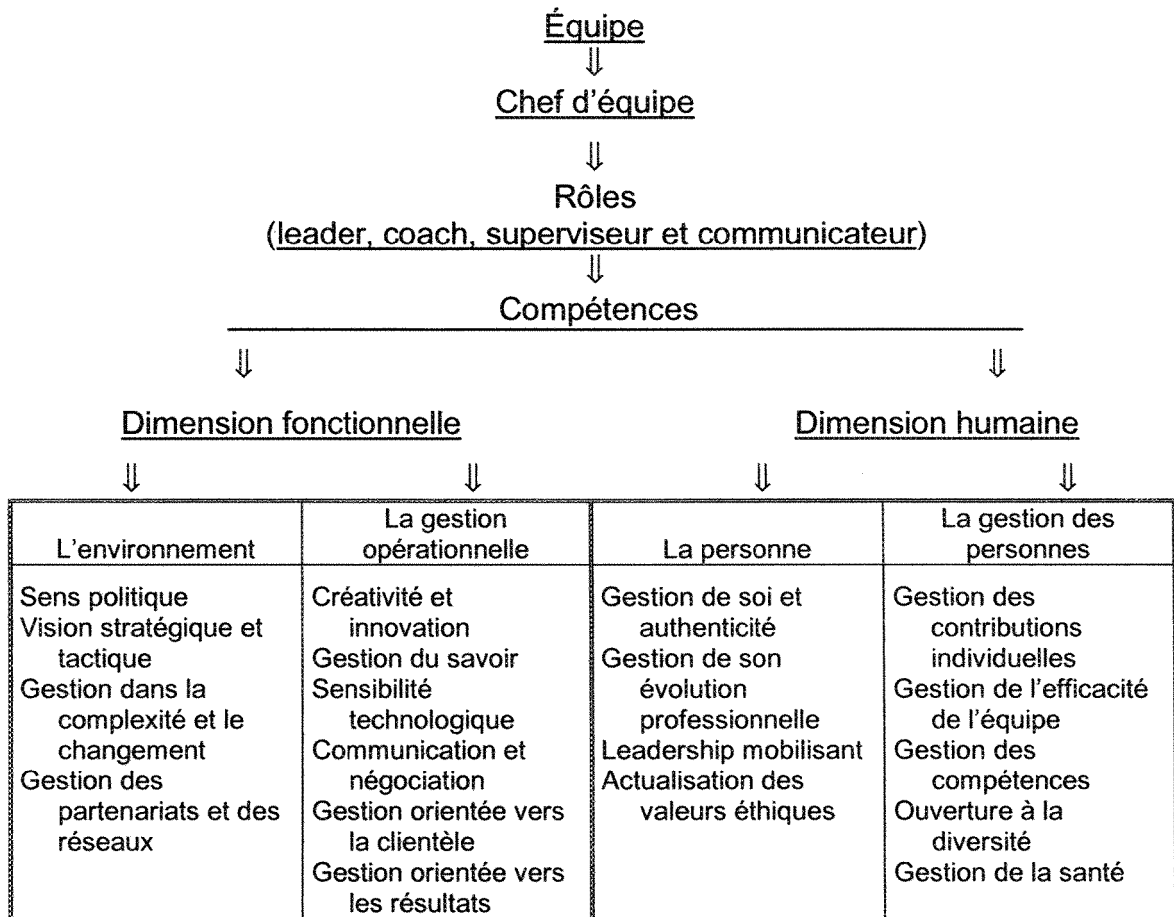 Équipe
⇓
Chef d'équipe
⇓
Rôles
(leader, coach, superviseur et communicateur)
⇓
Compétences
⇓ ⇓
Dimension fonctionnelle
Dimension humaine
⇓ ⇓ ⇓ ⇓
L'environnement
Sens politique
Vision stratégique et
tactique
Gestion dans la
complexité et le
changement
Gestion des
partenariats et des
réseaux
La gestion
opérationnelle
Créativité et
innovation
Gestion du savoir
Sensibilité
technologique
Communication et
négociation
Gestion orientée vers
la clientèle
Gestion orientée vers
les résultats
La personne
Gestion de soi et
authenticité
Gestion de son
évolution
professionnelle
Leadership mobilisant
Actualisation des
valeurs éthiques
La gestion des
personnes
Gestion des
contributions
individuelles
Gestion de l'efficacité
de l'équipe
Gestion des
compétences
Ouverture à la
diversité
Gestion de la santé